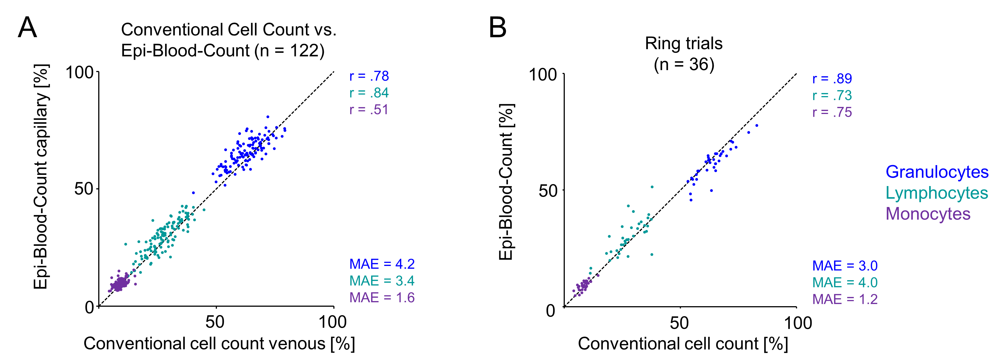 A
Conventional Cell Count vs.
Epi-Blood-Count (n = 122)
Epi-Blood-Count capillary [%]
100
50
0
50
100
Conventional cell count venous [%]
r = .78
r = .84
r = .51
MAE = 4.2
MAE = 3.4
MAE = 1.6
B
Ring trials
(n = 36)
Epi-Blood-Count [%]
100
50
0
50
100
Conventional cell count [%]
r = .89
r = .73
r = .75
MAE = 3.0
MAE = 4.0
MAE = 1.2
Granulocytes
Lymphocytes
Monocytes